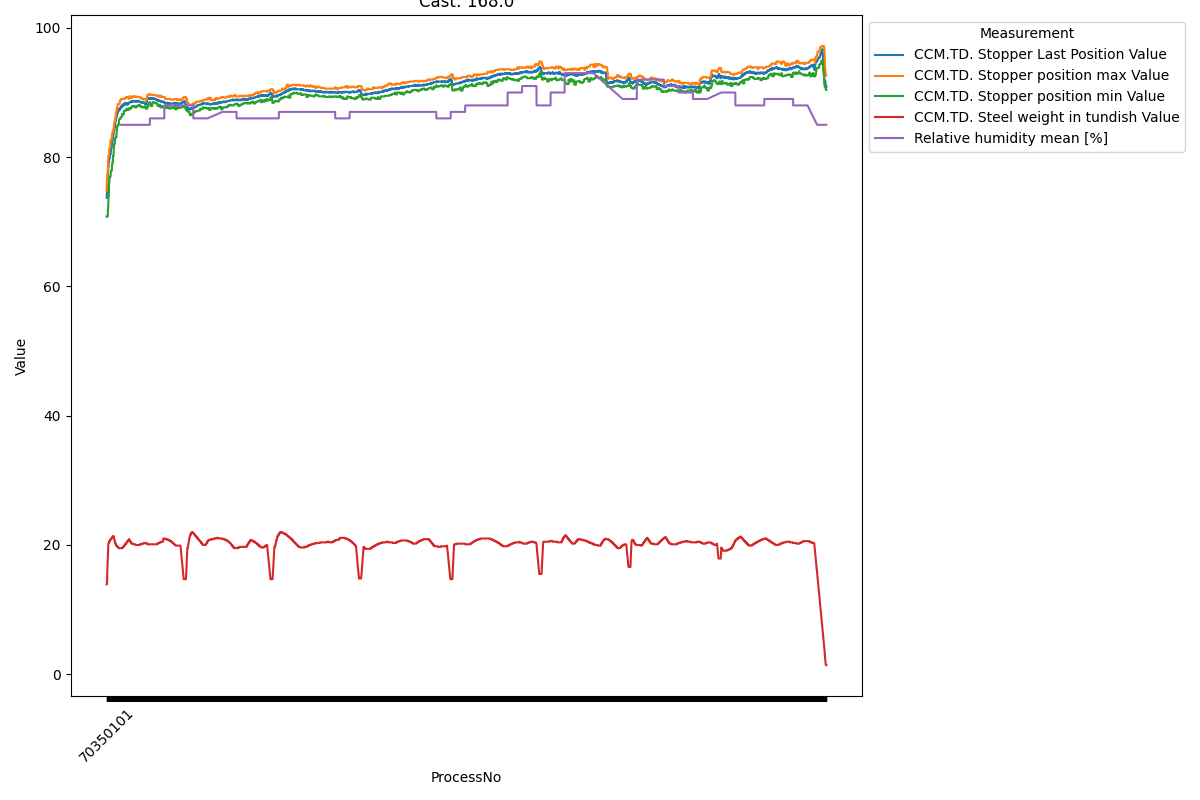 Cast: 168.0
Measurement
CCM.TD. Stopper Last Position Value
CCM.TD. Stopper position max Value
CCM.TD. Stopper position min Value
CCM.TD. Steel weight in tundish Value
Relative humidity mean [%]
100
80
60
40
20
0
Value
70350101
ProcessNo